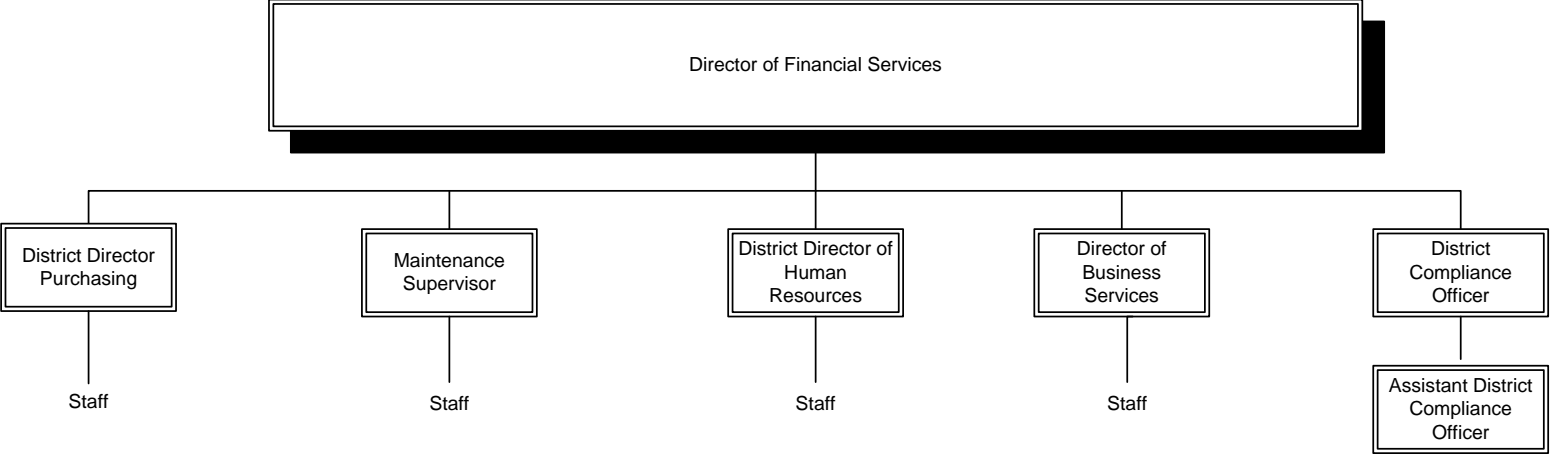 Director of Financial Services
District Director
Purchasing
Maintenance
Supervisor
District Director of
Human
Resources
Director of
Business
Services
District
Compliance
Officer
Staff
Staff
Staff
Staff
Assistant District
Compliance
Officer